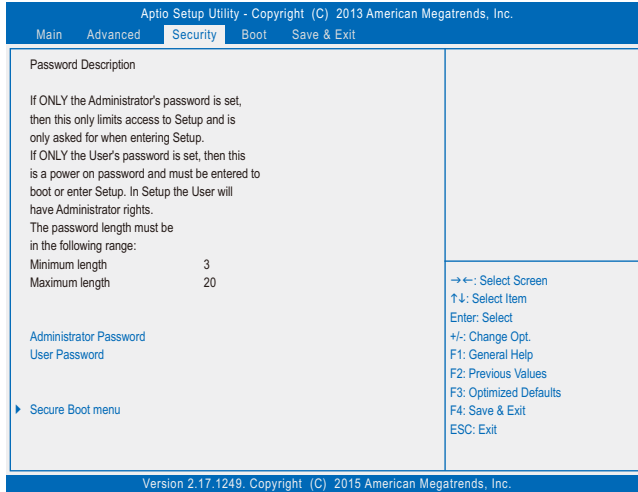 Aptio Setup Utility - Copyright (C) 2013 American Megatrends, Inc.
Main Advanced Security Boot Save & Exit
Password Description
If ONLY the Administrator's password is set,
then this only limits access to Setup and is
only asked for when entering Setup.
If ONLY the User's password is set, then this
is a power on password and must be entered to
boot or enter Setup. In Setup the User will
have Administrator rights.
The password length must be
in the following range:
Minimum length 3
Maximum length 20
Administrator Password
User Password
Secure Boot menu
→←: Select Screen
↑↓: Select Item
Enter: Select
+/-: Change Opt.
F1: General Help
F2: Previous Values
F3: Optimized Defaults
F4: Save & Exit
ESC: Exit
Version 2.17.1249. Copyright (C) 2015 American Megatrends, Inc.